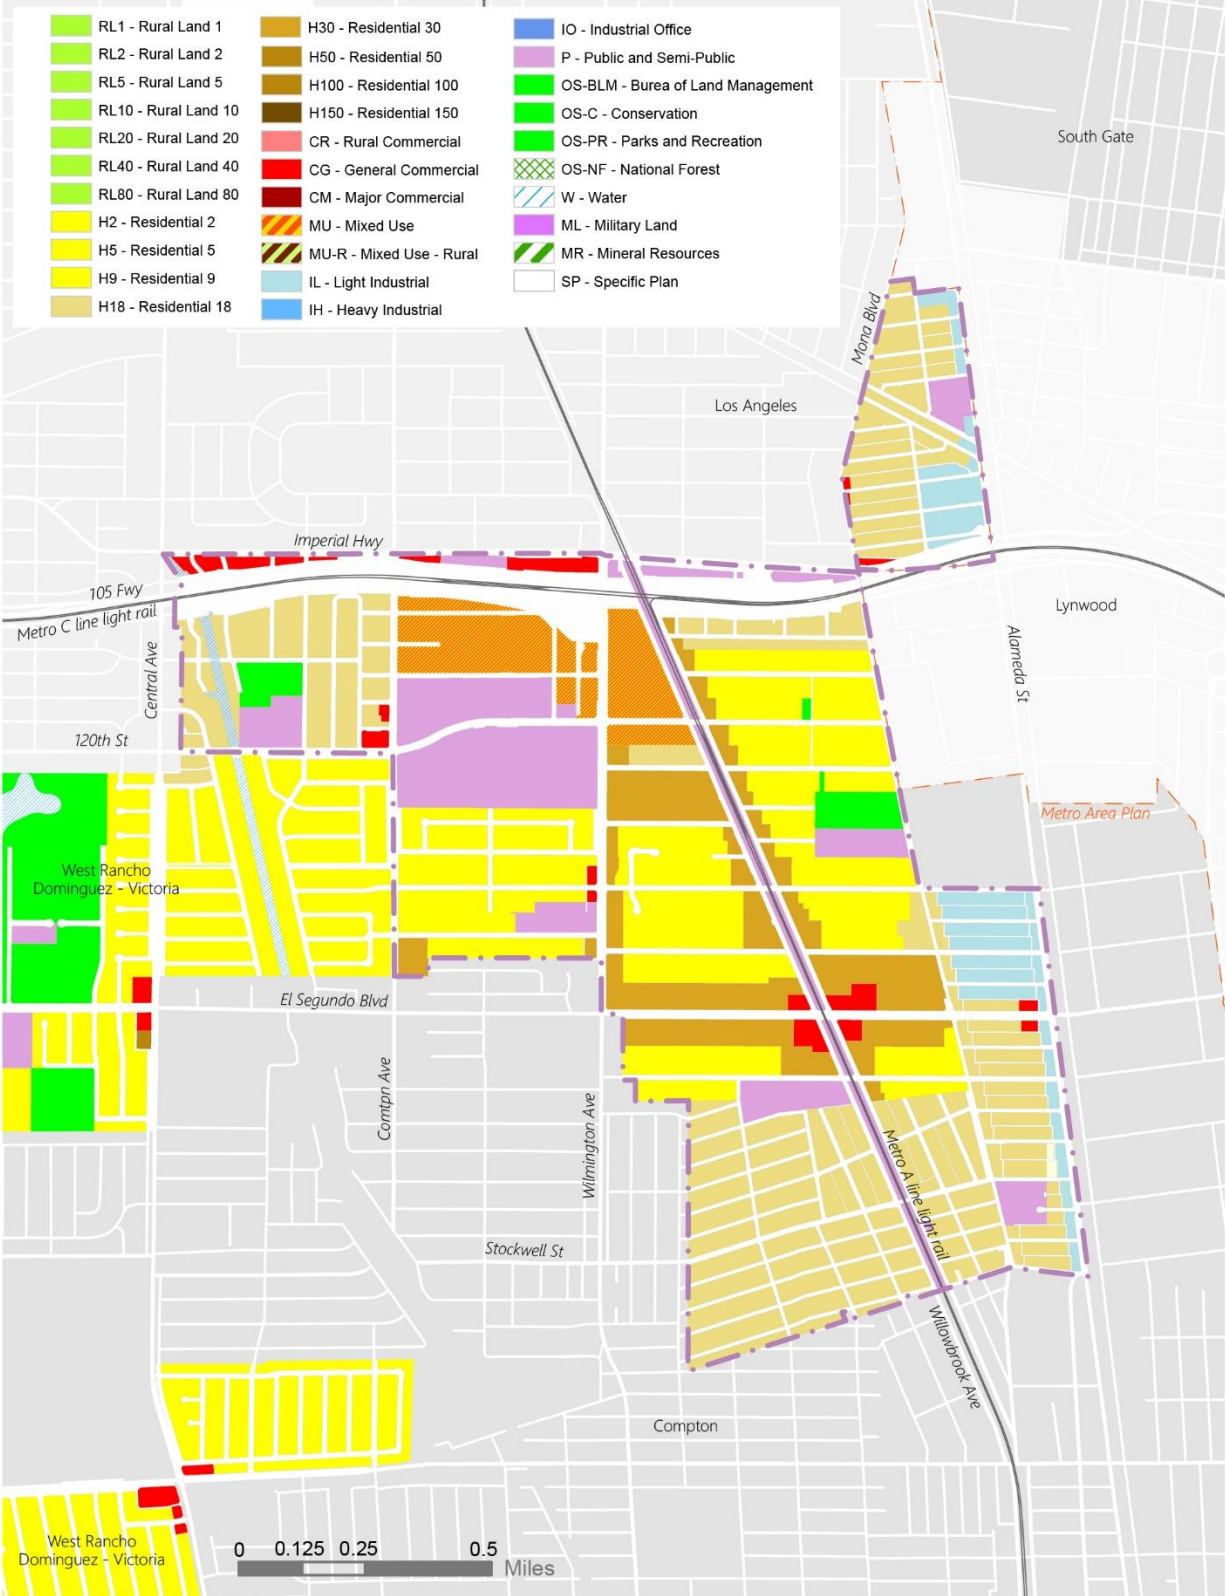 RL1 - Rural Land 1
RL2 - Rural Land 2
RL5 - Rural Land 5
RL10 - Rural Land 10
RL20 - Rural Land 20
RL40 - Rural Land 40
RL80 - Rural Land 80
H2 - Residential 2
H5 - Residential 5
H9 - Residential 9
H18 - Residential 18
H30 - Residential 30
H50 - Residential 50
H100 - Residential 100
H150 - Residential 150
CR - Rural Commercial
CG - General Commercial
CM - Major Commercial
MU - Mixed Use
MU-R - Mixed Use - Rural
IL - Light Industrial
IH - Heavy Industrial
IO - Industrial Office
P - Public and Semi-Public
OS-BLM - Burea of Land Management
OS-C - Conservation
OS-PR - Parks and Recreation
OS-NF - National Forest
W - Water
ML - Military Land
MR - Mineral Resources
SP - Specific Plan
South Gate
Mona Blvd
Los Angeles
Imperial Hwy
105 Fwy
Metro C line light rail
Lynwood
Central Ave
Alameda St
120th St
Metro Area Plan
West Rancho
Dominguez - Victoria
El Segundo Blvd
Comtpn Ave
Wilmington Ave
Metro A line light rail
Stockwell St
Willowbrook Ave
Compton
West Rancho
Dominguez - Victoria
0 0.125 0.25 0.5
Miles